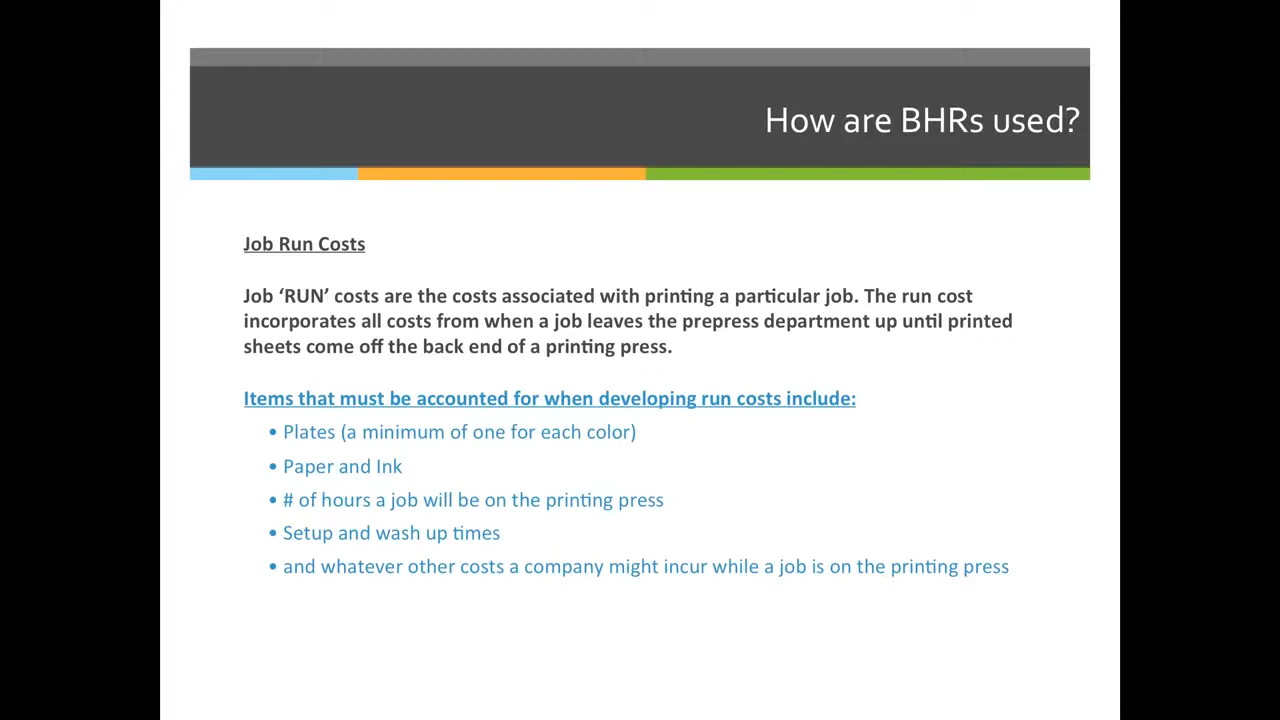 How are BHRs used?
Job Run Costs
Job ‘RUN’ costs are the costs associated with printing a particular job. The run cost
incorporates all costs from when a job leaves the prepress department up until printed
sheets come off the back end of a printing press.
Items that must be accounted for when developing run costs include:
• Plates (a minimum of one for each color)
• Paper and Ink
• # of hours a job will be on the printing press
• Setup and wash up times
• and whatever other costs a company might incur while a job is on the printing press